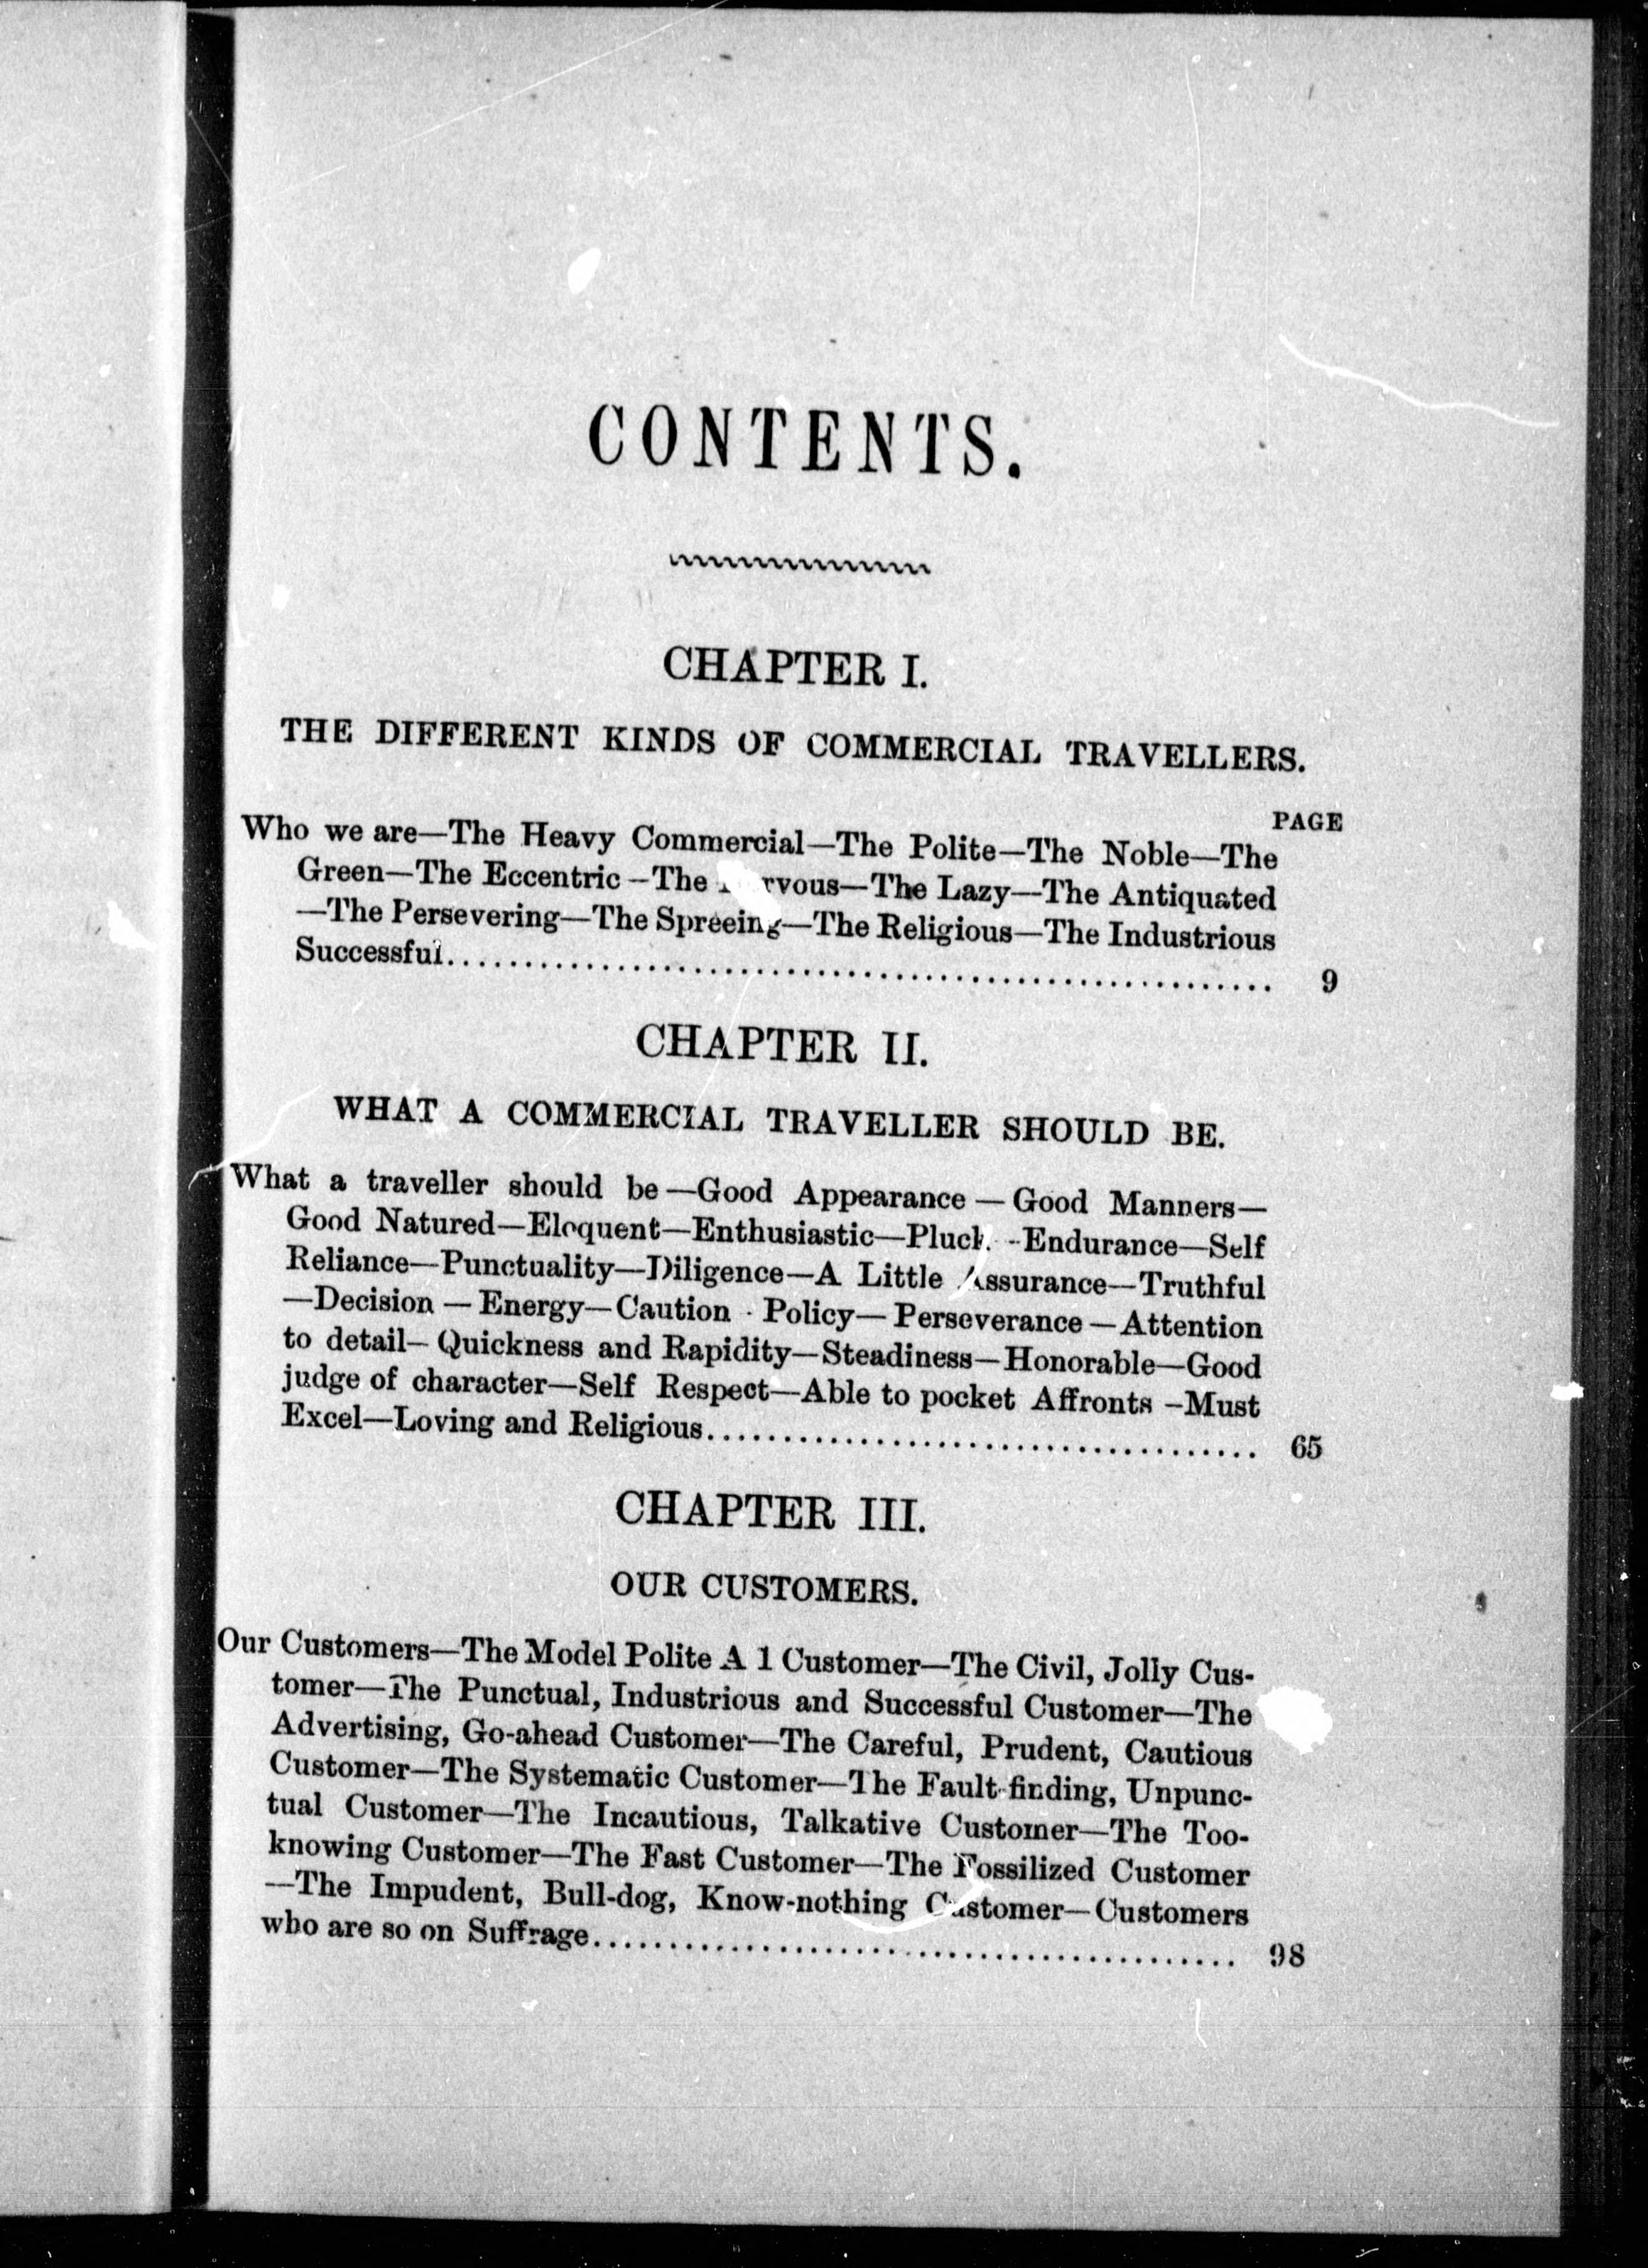 CONTENTS.
CHAPTER I.
THE DIFFERENT KINDS OF COMMERCIAL TRAVELLERS.
PAGE
Who we are—The Heavy Commercial—The Polite—The Noble—The
Green—The Eccentric—The Nervous—The Lazy—The Antiquated
—The Persevering—The Spreeing—The Religious—The Industrious
Successful........................................................ 9
CHAPTER II.
WHAT A COMMERCIAL TRAVELLER SHOULD BE.
What a traveller should be—Good Appearance—Good Manners—
Good Natured—Eloquent—Enthusiastic—Pluck—Endurance—Self
Reliance—Punctuality—Diligence—A Little Assurance—Truthful
—Decision—Energy—Caution - Policy—Perseverance—Attention
to detail—Quickness and Rapidity—Steadiness—Honorable—Good
judge of character—Self Respect—Able to pocket Affronts—Must
Excel—Loving and Religious.................................. 65
CHAPTER III.
OUR CUSTOMERS.
Our Customers—The Model Polite A 1 Customer—The Civil, Jolly Cus-
tomer—The Punctual, Industrious and Successful Customer—The
Advertising, Go-ahead Customer—The Careful, Prudent, Cautious
Customer—The Systematic Customer—The Fault-finding, Unpunc-
tual Customer—The Incautious, Talkative Customer—The Too-
knowing Customer—The Fast Customer—The Fossilized Customer
—The Impudent, Bull-dog, Know-nothing Customer—Customers
who are so on Suffrage........................................ 98